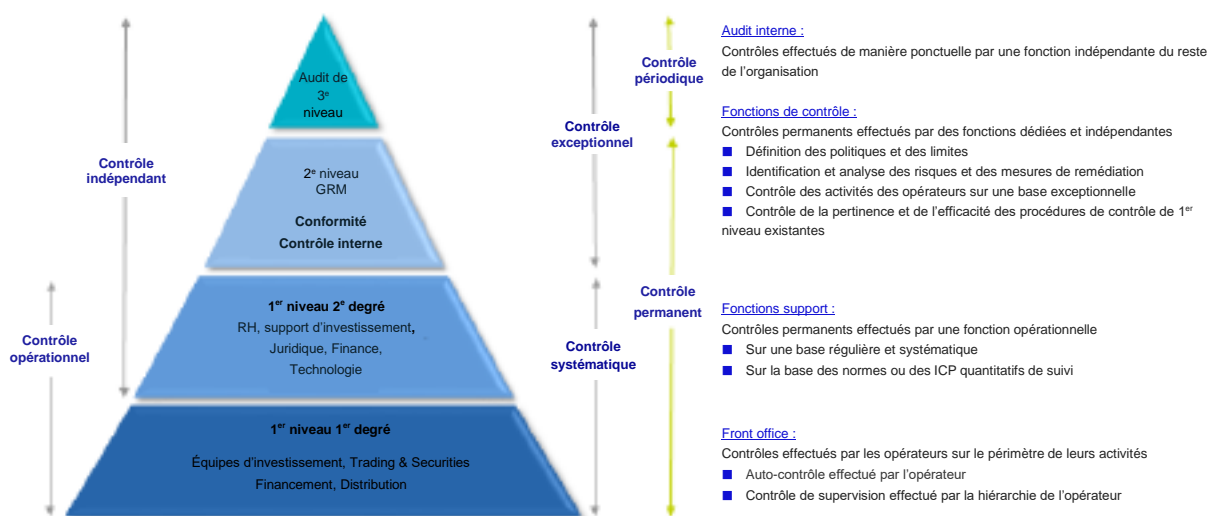 Audit de
3e
niveau
2e niveau
GRM
Conformité
Contrôle interne
1er niveau 2e degré
RH, support d'investissement,
Juridique, Finance,
Technologie
1er niveau 1er degré
Équipes d'investissement, Trading & Securities
Financement, Distribution
Contrôle
indépendant
Contrôle
opérationnel
Contrôle
exceptionnel
Contrôle
systématique
Contrôle
périodique
Contrôle
permanent
Audit interne :
Contrôles effectués de manière ponctuelle par une fonction indépendante du reste
de l'organisation
Fonctions de contrôle :
Contrôles permanents effectués par des fonctions dédiées et indépendantes
■ Définition des politiques et des limites
■ Identification et analyse des risques et des mesures de remédiation
■ Contrôle des activités des opérateurs sur une base exceptionnelle
■ Contrôle de la pertinence et de l'efficacité des procédures de contrôle de 1er
niveau existantes
Fonctions support :
Contrôles permanents effectués par une fonction opérationnelle
■ Sur une base régulière et systématique
■ Sur la base des normes ou des ICP quantitatifs de suivi
Front office :
Contrôles effectués par les opérateurs sur le périmètre de leurs activités
■ Auto-contrôle effectué par l'opérateur
■ Contrôle de supervision effectué par la hiérarchie de l'opérateur